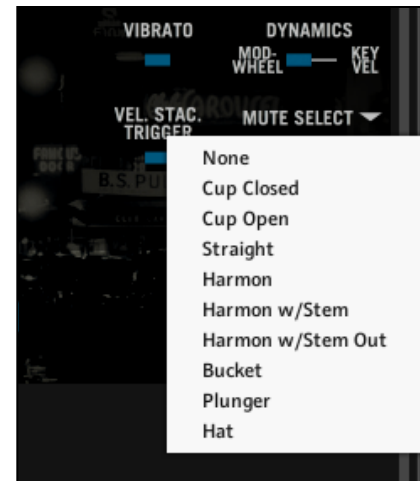 VIBRATO DYNAMICS
MOD- KEY
WHEEL VEL
VEL. STAC. MUTE SELECT
TRIGGER
None
B.S. PU
Cup Closed
Cup Open
Straight
Harmon
Harmon w/Stem
Harmon w/Stem Out
Bucket
Plunger
Hat